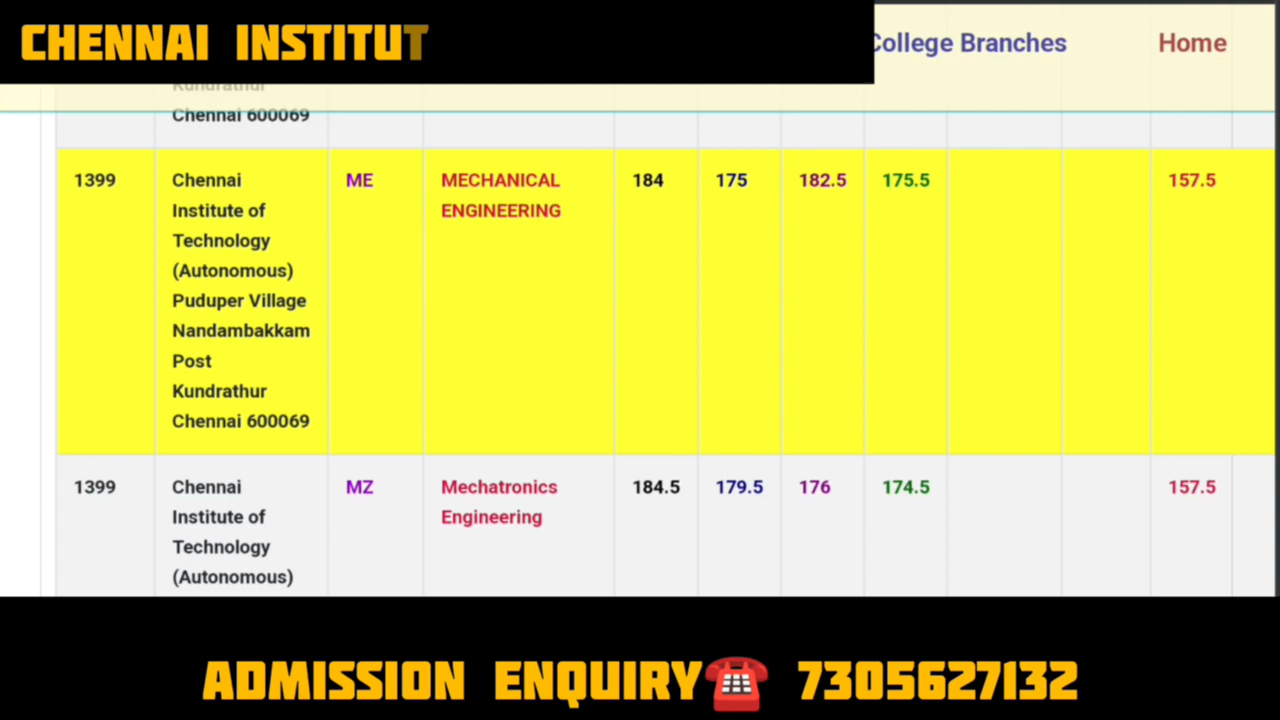 CHENNAI INSTITUT
College Branches
Home
Kundrathur
Chennai 600069
1399
Chennai
Institute of
Technology
(Autonomous)
Puduper Village
Nandambakkam
Post
Kundrathur
Chennai 600069
ME
MECHANICAL
ENGINEERING
184
175
182.5
175.5
157.5
1399
Chennai
Institute of
Technology
(Autonomous)
MZ
Mechatronics
Engineering
184.5
179.5
176
174.5
157.5
ADMISSION ENQUIRY☎️ 7305627132